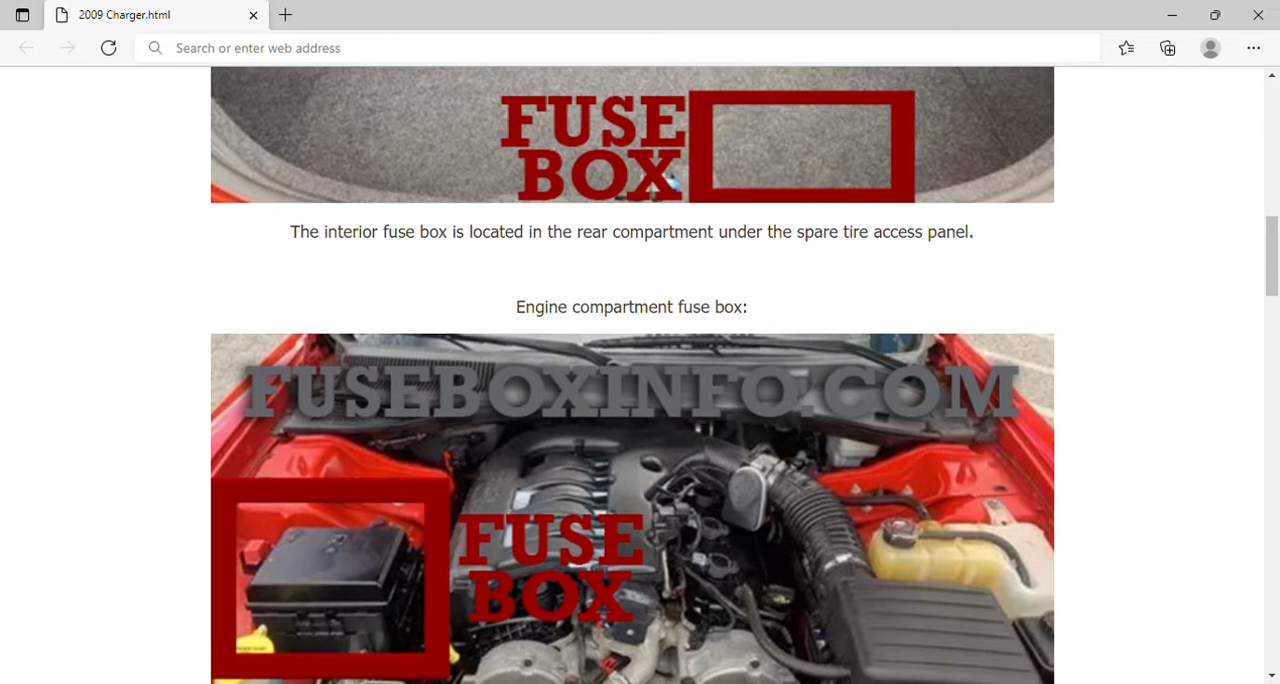 2009 Charger.html
Search or enter web address
FUSE
BOX
The interior fuse box is located in the rear compartment under the spare tire access panel.
Engine compartment fuse box:
FUSEBOXINFO.COM
FUSE
BOX